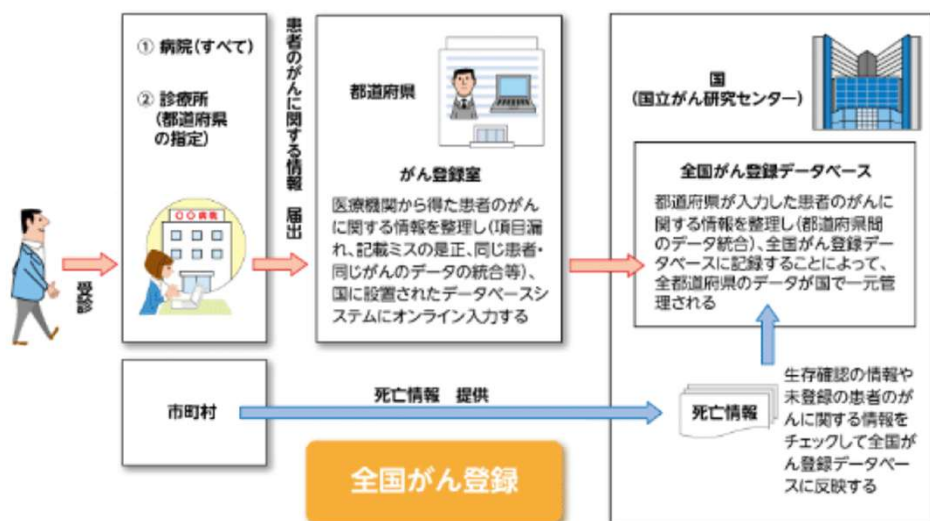 ① 病院(すべて)
② 診療所
(都道府県
の指定)
〇〇病院
受診
患者のがんに関する情報 届出
都道府県
がん登録室
医療機関から得た患者のがん
に関する情報を整理し(項目漏
れ、記載ミスの是正、同じ患者・
同じがんのデータの統合等)、
国に設置されたデータベースシ
ステムにオンライン入力する
国
(国立がん研究センター)
全国がん登録データベース
都道府県が入力した患者のがん
に関する情報を整理し(都道府県間
のデータ統合)、全国がん登録デー
タベースに記録することによって、
全都道府県のデータが国で一元管
理される
市町村
死亡情報 提供
死亡情報
生存確認の情報や
未登録の患者のが
んに関する情報を
チェックして全国が
ん登録データベー
スに反映する
全国がん登録